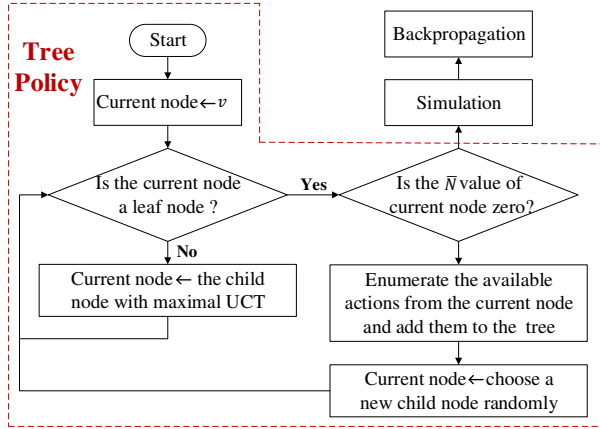 Start
Tree
Policy
Current node←v
Is the current node
a leaf node ?
Yes
No
Current node← the child
node with maximal UCT
Backpropagation
Simulation
Is the N̄ value of
current node zero?
Enumerate the available
actions from the current node
and add them to the tree
Current node←choose a
new child node randomly